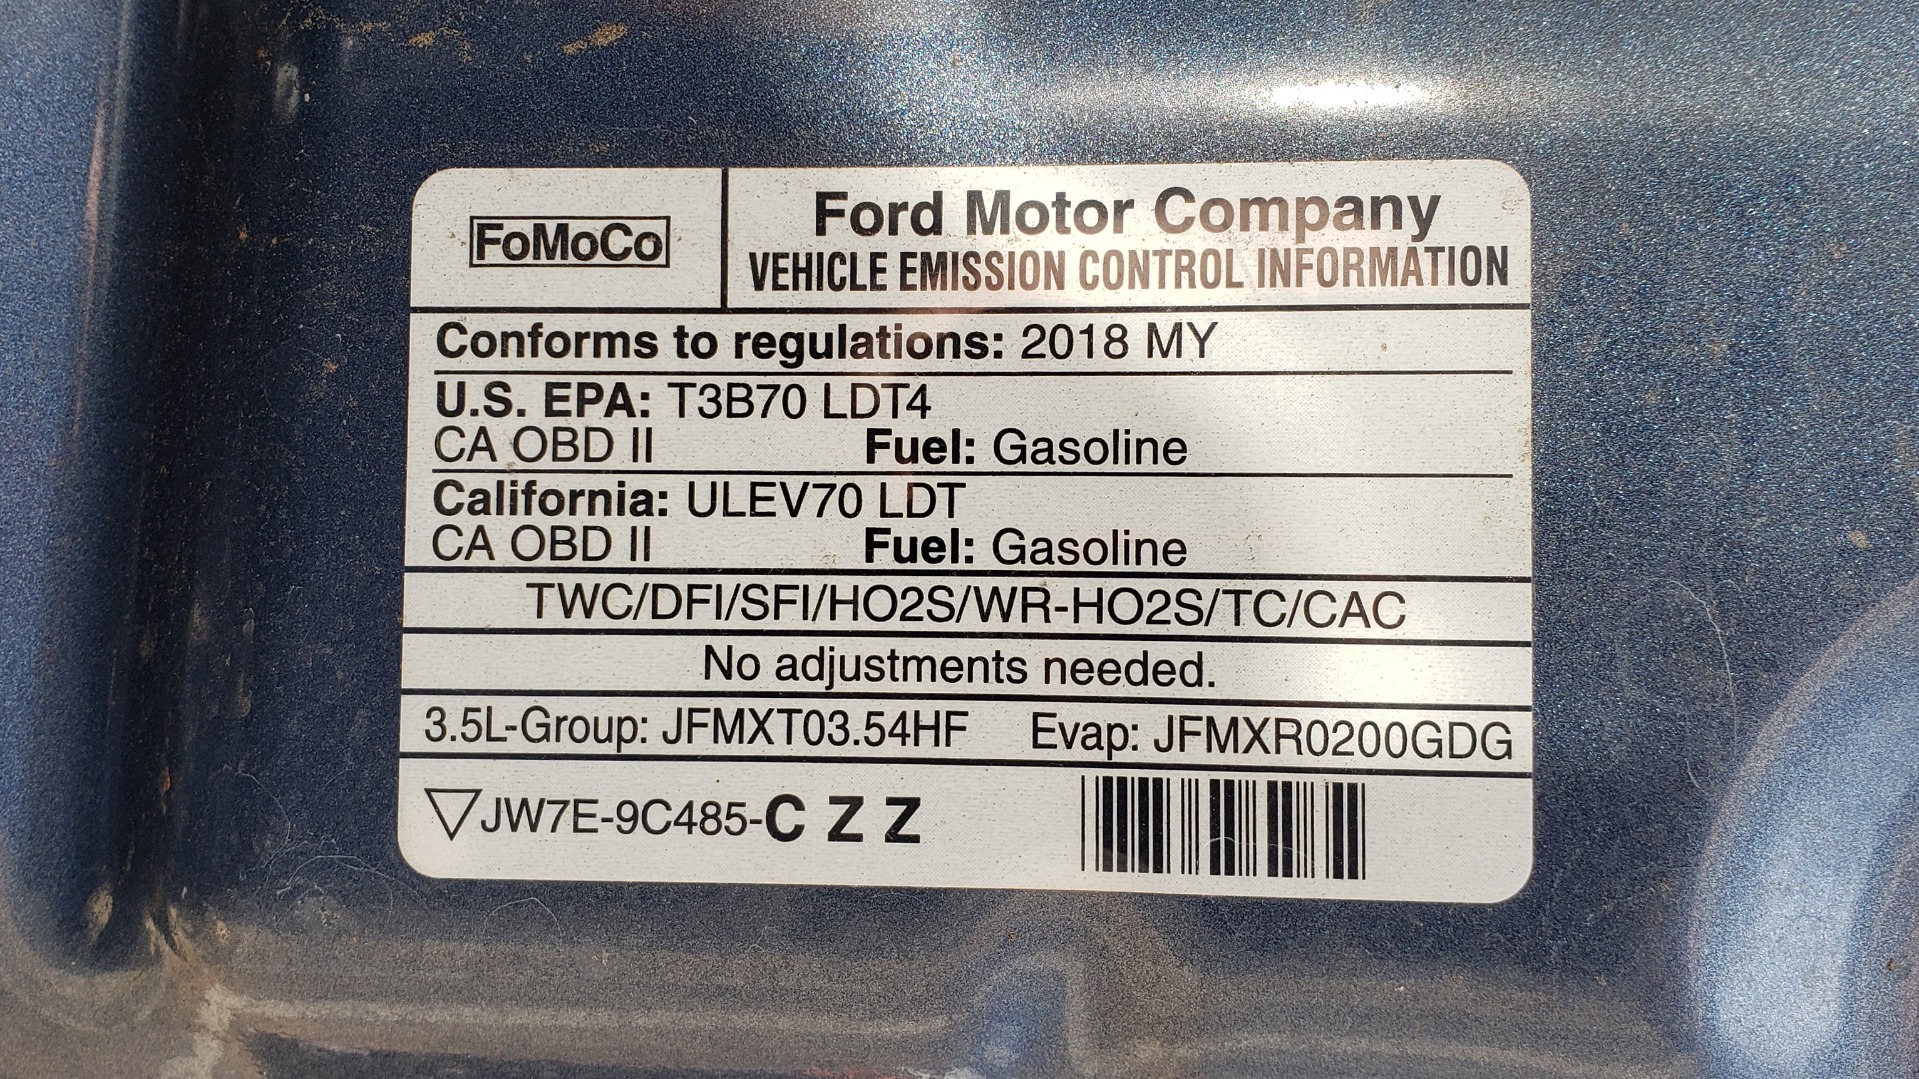 FoMoCo
Ford Motor Company
VEHICLE EMISSION CONTROL INFORMATION
Conforms to regulations: 2018 MY
U.S. EPA: T3B70 LDT4
CA OBD II Fuel: Gasoline
California: ULEV70 LDT
CA OBD II Fuel: Gasoline
TWC/DFI/SFI/HO2S/WR-HO2S/TC/CAC
No adjustments needed.
3.5L-Group: JFMXT03.54HF Evap: JFMXR0200GDG
▽JW7E-9C485-C Z Z